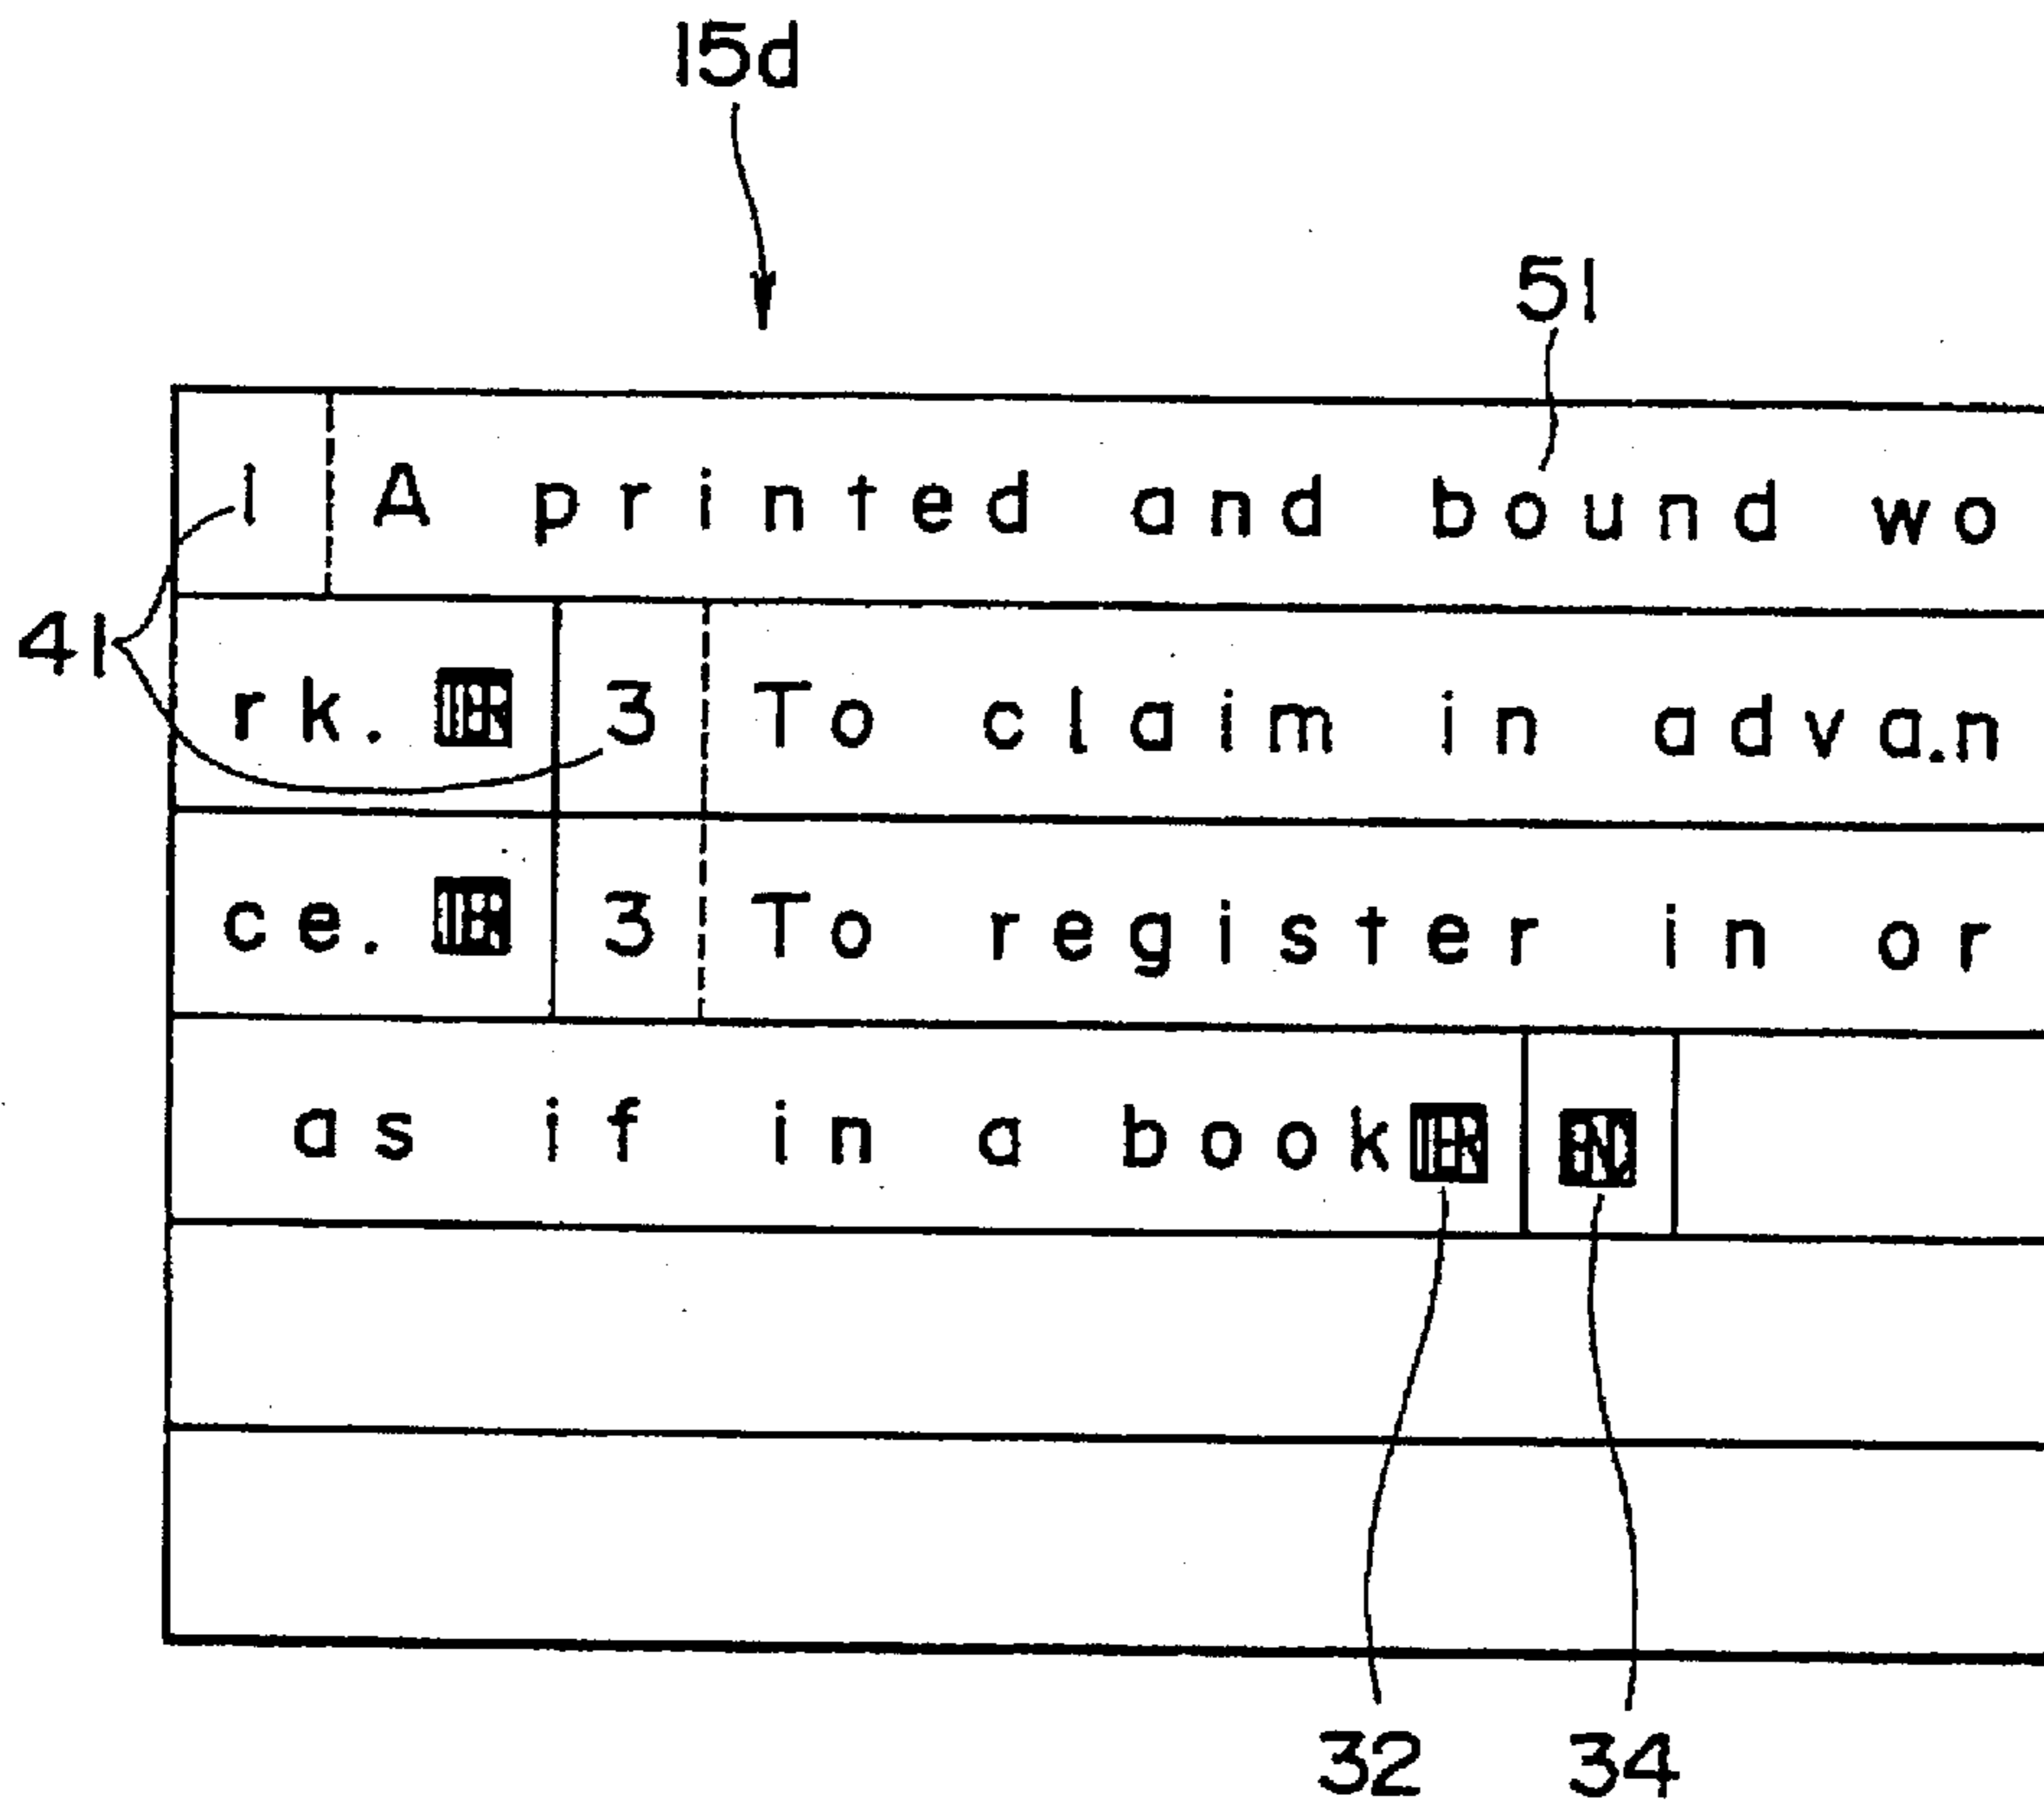 15d
51
1 A printed and bound wo
41
rk. 3 To claim in advan
ce. 3 To register in or
as if in a book
32 34